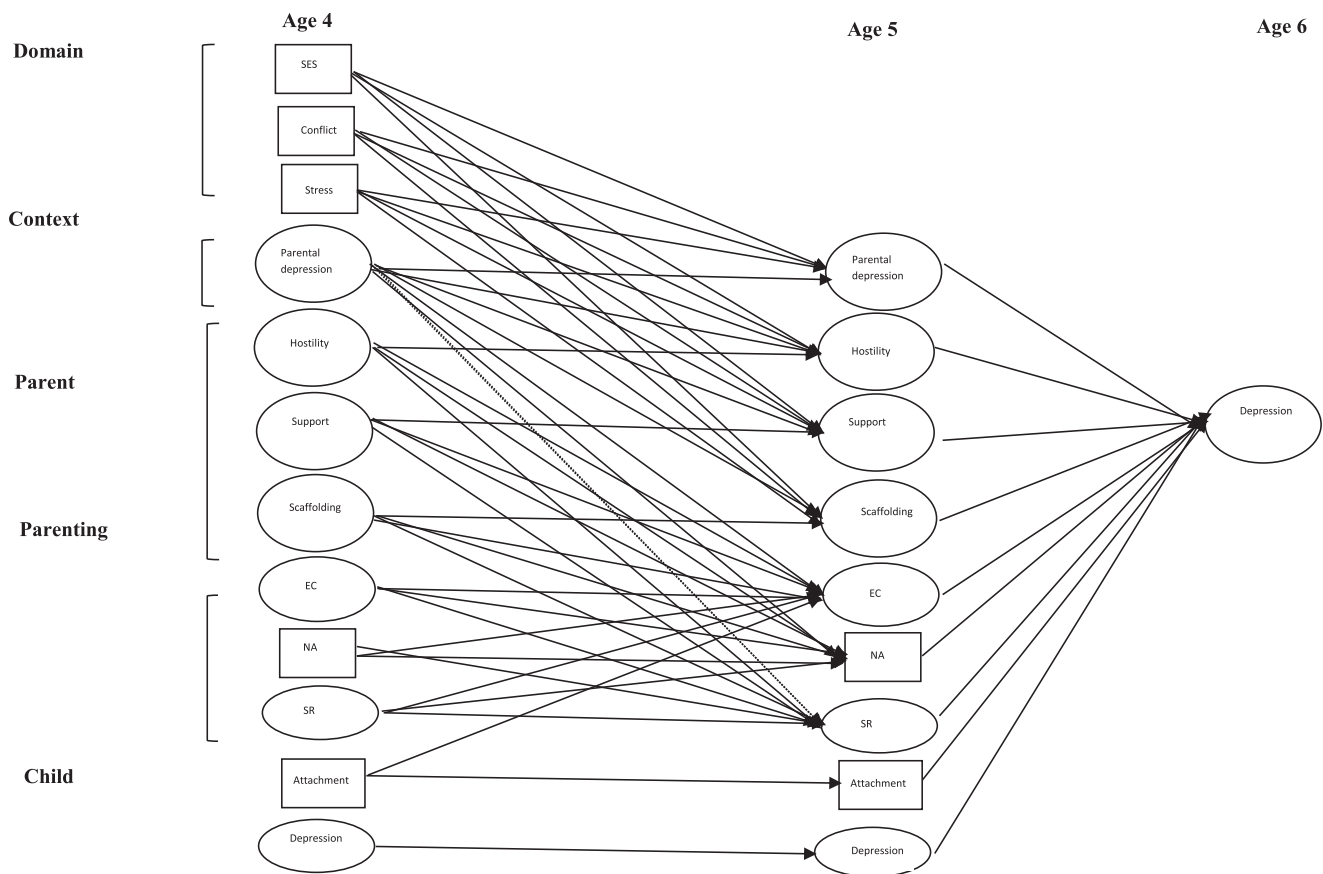 Age 4
Age 5
Age 6
Domain
SES
Conflict
Stress
Context
Parental
depression
Parental
depression
Hostility
Hostility
Parent
Depression
Support
Support
Scaffolding
Scaffolding
Parenting
EC
EC
NA
NA
SR
SR
Child
Attachment
Attachment
Depression
Depression